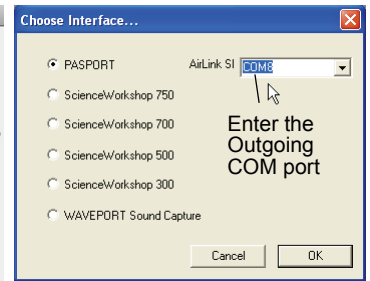 Choose Interface...
PASPORT AirLink SI COM8
ScienceWorkshop 750
ScienceWorkshop 700
Enter the
Outgoing
COM port
ScienceWorkshop 500
ScienceWorkshop 300
WAVEPORT Sound Capture
Cancel OK